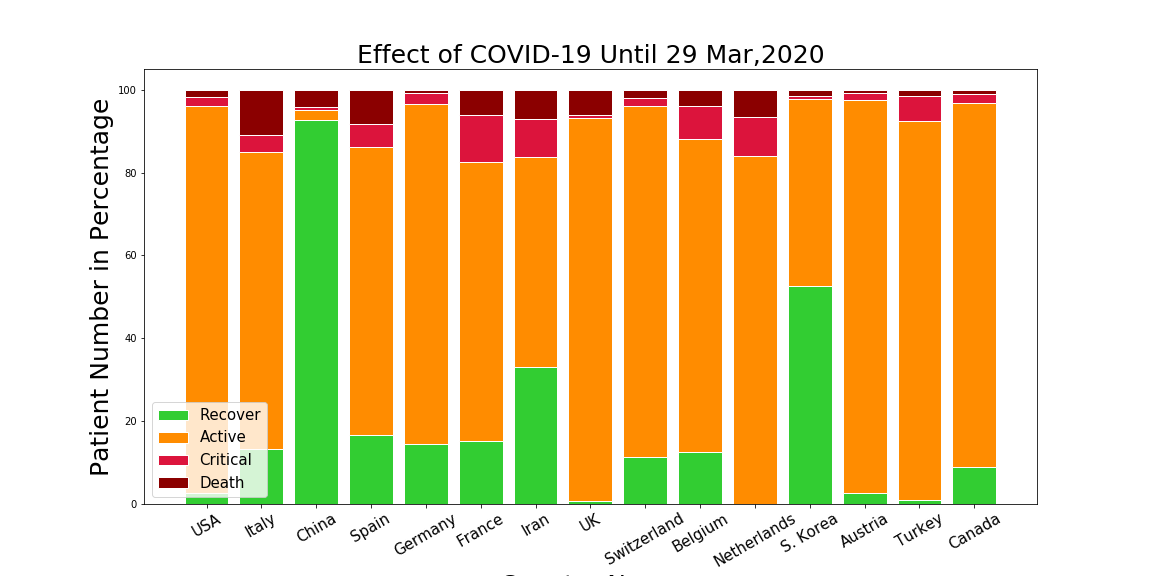 Effect of COVID-19 Until 29 Mar,2020
Patient Number in Percentage
100
80
60
40
20
0
Recover
Active
Critical
Death
USA
Italy
China
Spain
Germany
France
Iran
UK
Switzerland
Belgium
Netherlands
S. Korea
Austria
Turkey
Canada